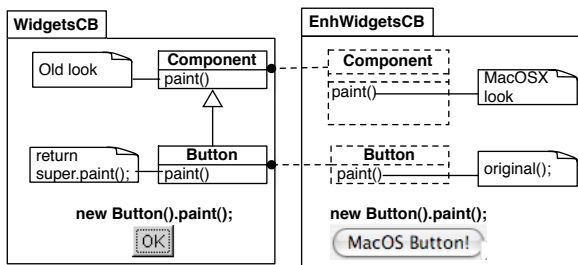 WidgetsCB
Old look
Component
paint()
return
super.paint();
Button
paint()
new Button().paint();
OK
EnhWidgetsCB
Component
paint()
MacOSX
look
Button
paint()
original();
new Button().paint();
MacOS Button!